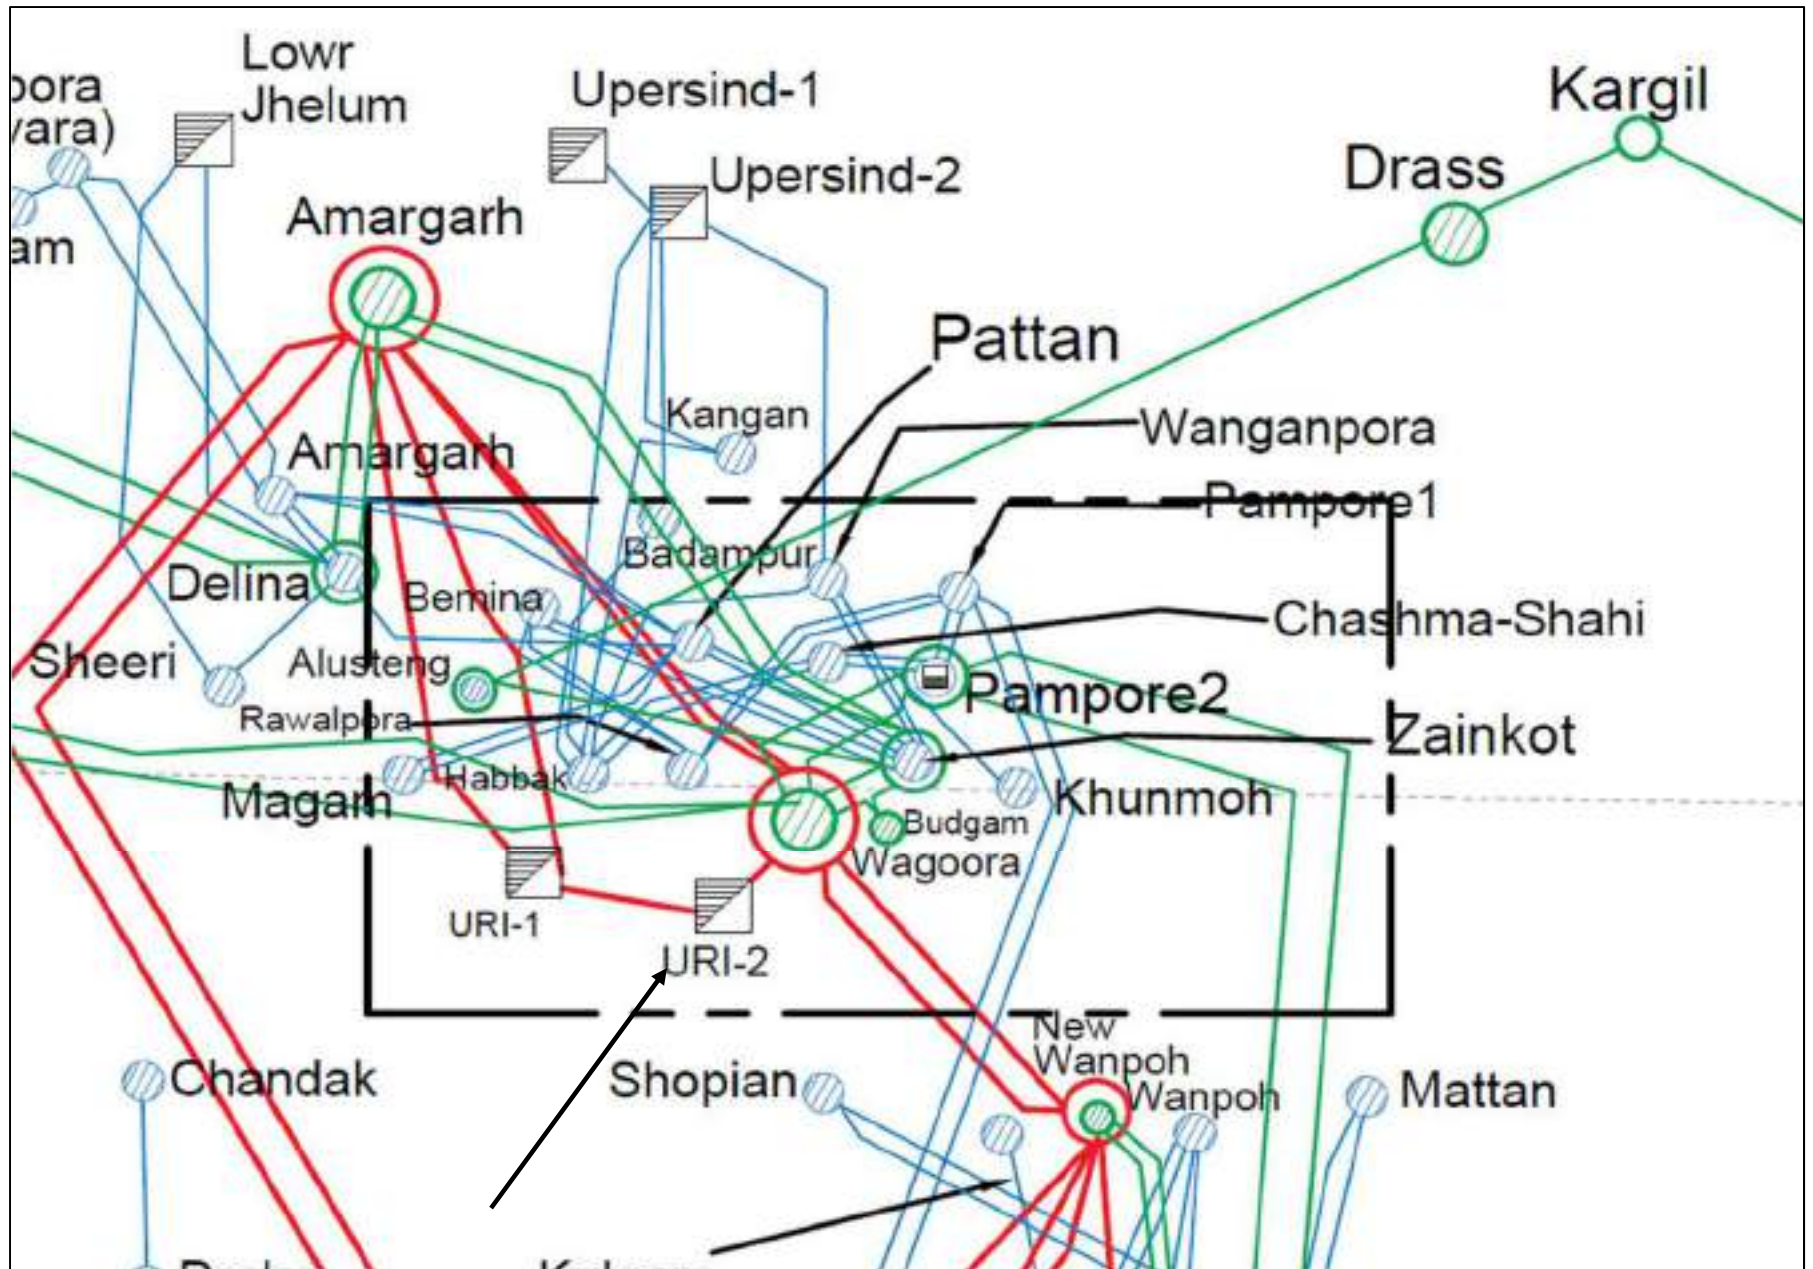 Lowr
Jhelum
Upersind-1
Kargil
Upersind-2
Drass
Amargarh
am
Pattan
Kangan
Wanganpora
Amargarh
Pampore1
Badampur
Delina
Bemina
Chashma-Shahi
Sheeri
Alusteng
Pampore2
Rawalpora
Zainkot
Habbak
Magam
Khunmoh
Budgam
Wagoora
URI-1
URI-2
New
Wanpoh
Wanpoh
Chandak
Shopian
Mattan